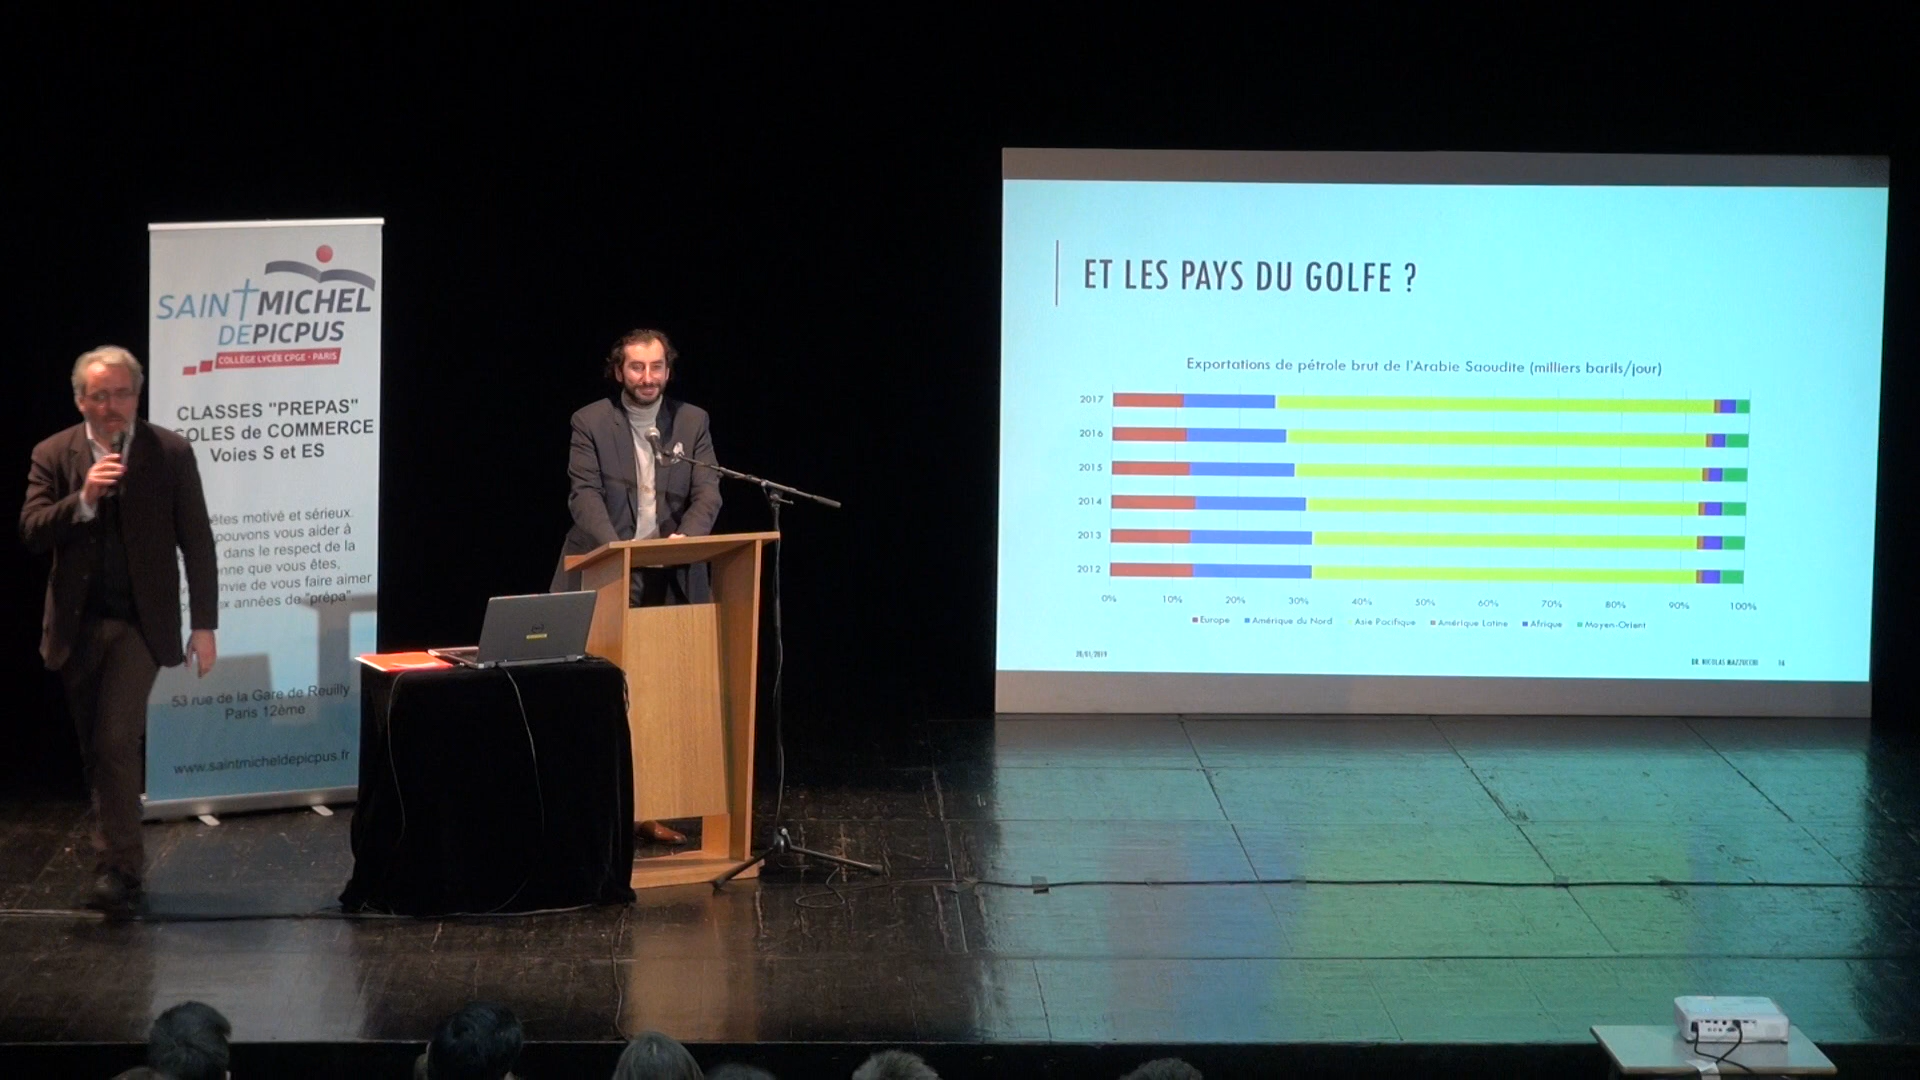 SAINT MICHEL
DE PICPUS
COLLÈGE LYCÉE CPGE - PARIS
CLASSES "PREPAS"
COLES de COMMERCE
Voies S et ES
êtes motivé et sérieux.
pouvons vous aider à
dans le respect de la
nne que vous êtes,
nvie de vous faire aimer
x années de "prépa"
53 rue de la Gare de Reuilly
Paris 12ème
www.saintmicheldepicpus.fr
ET LES PAYS DU GOLFE ?
Exportations de pétrole brut de l'Arabie Saoudite (milliers barils/jour)
2017
2016
2015
2014
2013
2012
0% 10% 20% 30% 40% 50% 60% 70% 80% 90% 100%
Europe Amérique du Nord Asie Pacifique Amérique Latine Afrique Moyen-Orient
DR. NICOLAS MAZZUCCHI 16